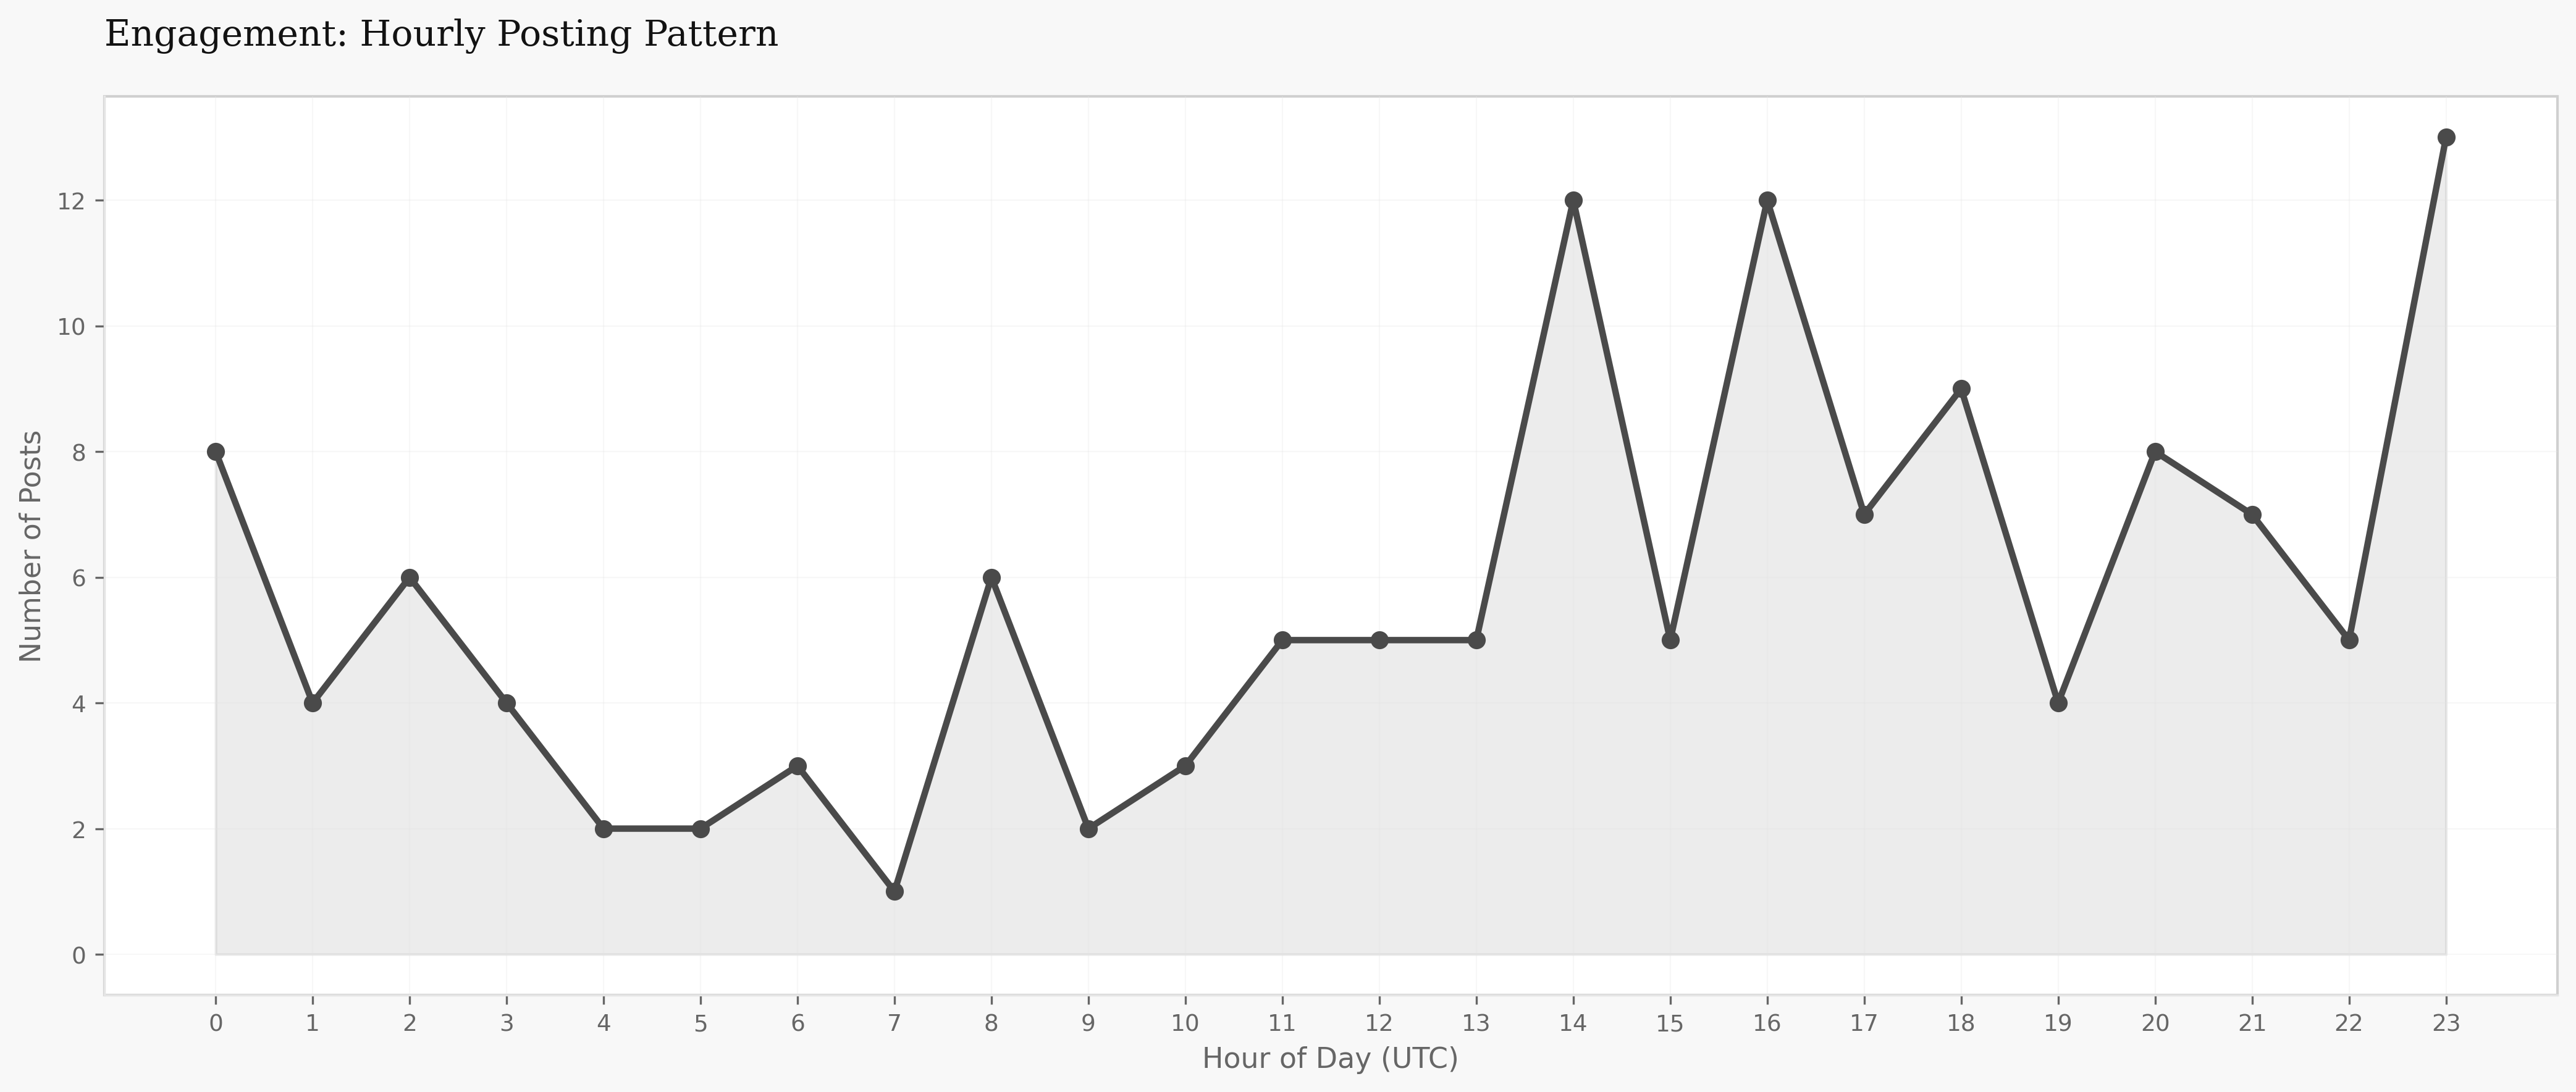 Engagement: Hourly Posting Pattern
Number of Posts
12
10
8
6
4
2
0
0 1 2 3 4 5 6 7 8 9 10 11 12 13 14 15 16 17 18 19 20 21 22 23
Hour of Day (UTC)